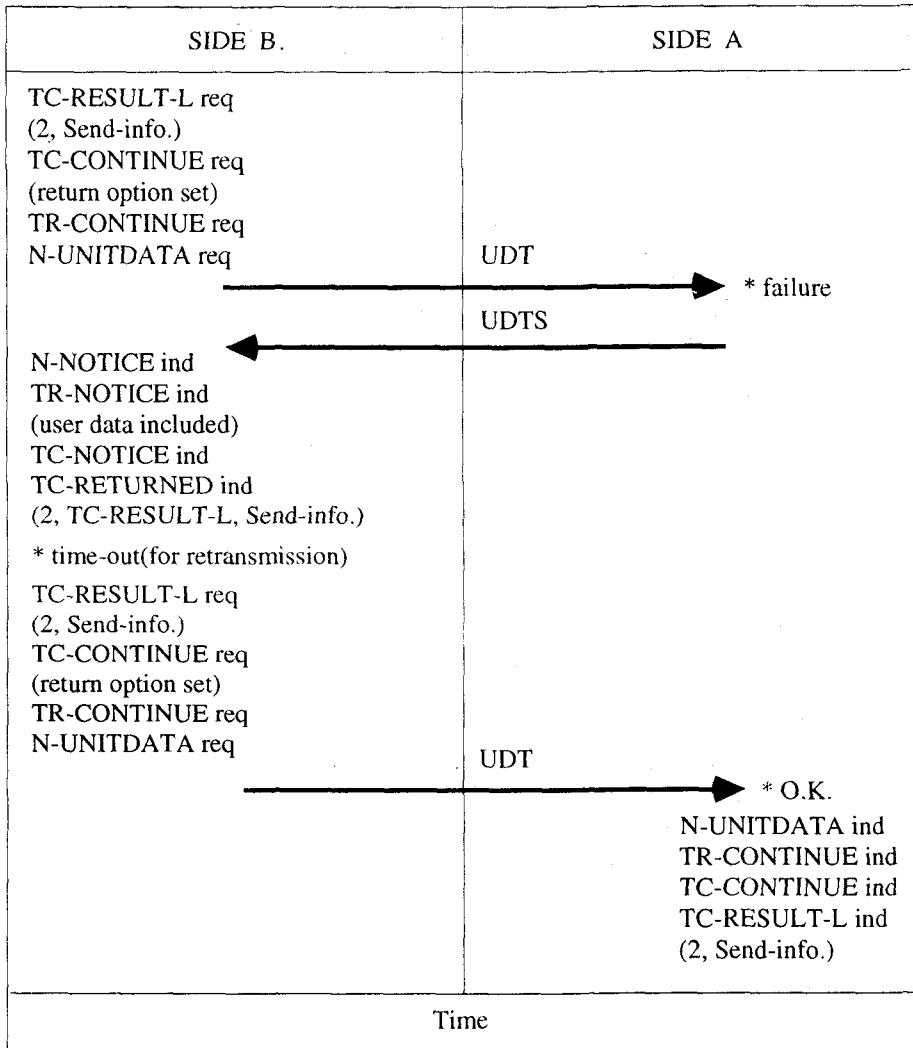 SIDE B.
SIDE A
TC-RESULT-L req
(2, Send-info.)
TC-CONTINUE req
(return option set)
TR-CONTINUE req
N-UNITDATA req
UDT
* failure
UDTS
N-NOTICE ind
TR-NOTICE ind
(user data included)
TC-NOTICE ind
TC-RETURNED ind
(2, TC-RESULT-L, Send-info.)
* time-out(for retransmission)
TC-RESULT-L req
(2, Send-info.)
TC-CONTINUE req
(return option set)
TR-CONTINUE req
N-UNITDATA req
UDT
* O.K.
N-UNITDATA ind
TR-CONTINUE ind
TC-CONTINUE ind
TC-RESULT-L ind
(2, Send-info.)
Time